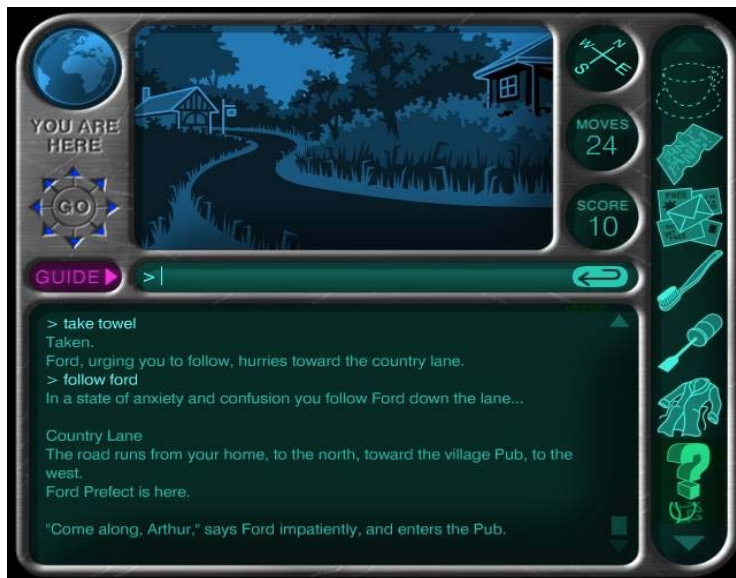 YOU ARE
HERE
GO
N
W
S
E
MOVES
24
SCORE
10
GUIDE
>
> take towel
Taken.
Ford, urging you to follow, hurries toward the country lane.
> follow ford
In a state of anxiety and confusion you follow Ford down the lane...
Country Lane
The road runs from your home, to the north, toward the village Pub, to the
west.
Ford Prefect is here.
"Come along, Arthur," says Ford impatiently, and enters the Pub.
FREE
?